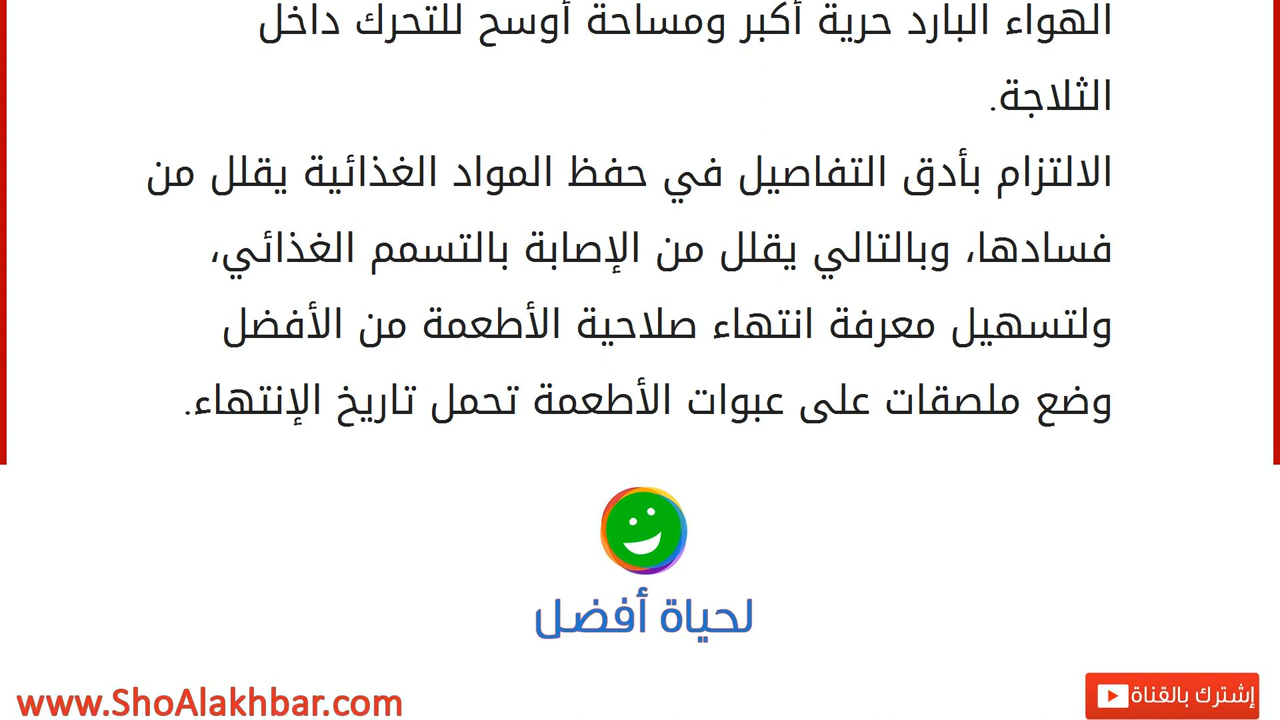 الهواء البارد حرية أكبر ومساحة أوسح للتحرك داخل
الثلاجة.
الالتزام بأدق التفاصيل في حفظ المواد الغذائية يقلل من
فسادها، وبالتالي يقلل من الإصابة بالتسمم الغذائي،
ولتسهيل معرفة انتهاء صلاحية الأطعمة من الأفضل
وضع ملصقات على عبوات الأطعمة تحمل تاريخ الإنتهاء.
لحياة أفضل
www.ShoAlakhbar.com
إشترك بالقناة